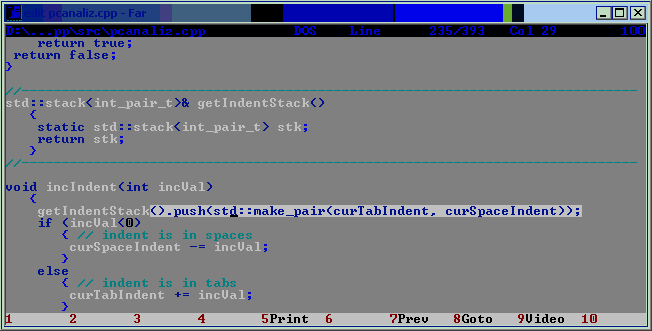 pcanaliz.cpp - Far
D:\...pp\src\pcanaliz.cpp DOS Line 235/393 Col 29 100
return true;
return false;
}
//
std::stack<int_pair_t>& getIndentStack()
{
static std::stack<int_pair_t> stk;
return stk;
}
//
void incIndent(int incVal)
{
getIndentStack().push(std::make_pair(curTabIndent, curSpaceIndent));
if (incVal<0)
{ // indent is in spaces
curSpaceIndent -= incVal;
}
else
{ // indent is in tabs
curTabIndent += incVal;
}
1 2 3 4 5Print 6 7Prev 8Goto 9Video 10